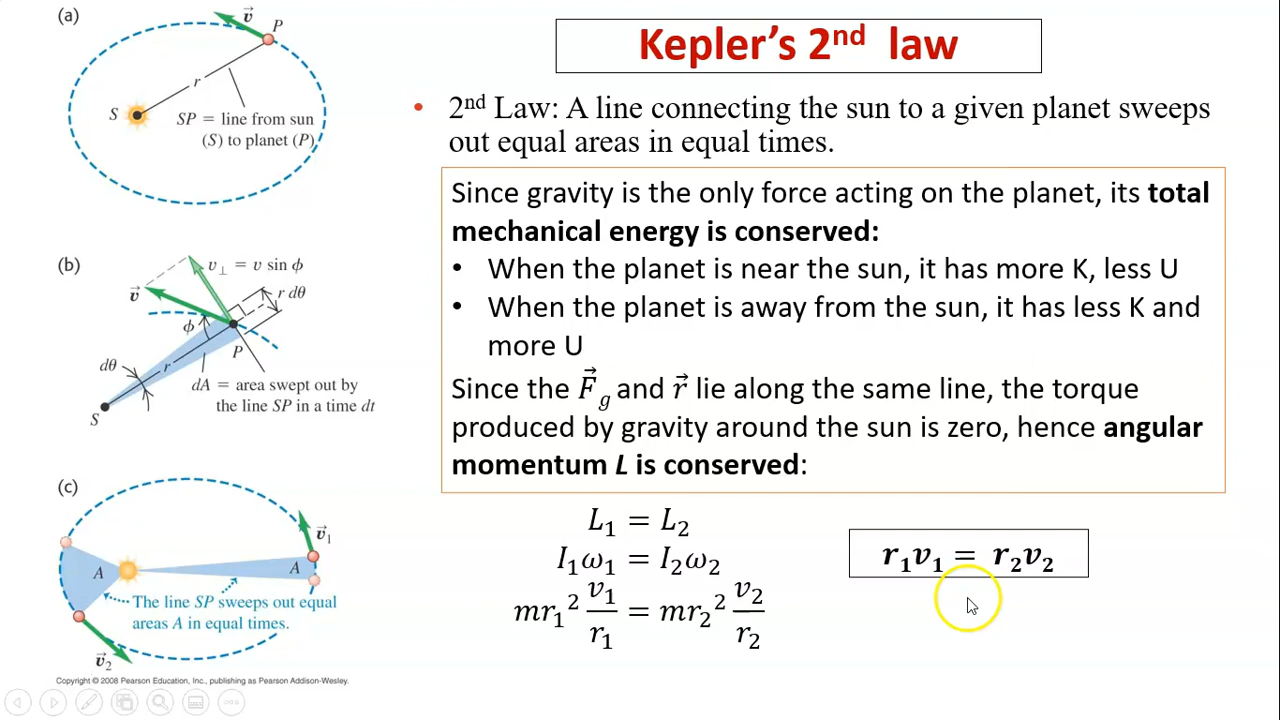 Kepler's 2nd law
• 2nd Law: A line connecting the sun to a given planet sweeps
out equal areas in equal times.
Since gravity is the only force acting on the planet, its total
mechanical energy is conserved:
• When the planet is near the sun, it has more K, less U
• When the planet is away from the sun, it has less K and
more U
Since the F⃗g and r⃗ lie along the same line, the torque
produced by gravity around the sun is zero, hence angular
momentum L is conserved:
L₁ = L₂
I₁ω₁ = I₂ω₂
mr₁² v₁/r₁ = mr₂² v₂/r₂
r₁v₁ = r₂v₂
(a)
v⃗
P
r
S
SP = line from sun
(S) to planet (P)
(b)
v⊥ = v sin ϕ
v⃗
r dθ
ϕ
P
dθ
r
dA = area swept out by
the line SP in a time dt
S
(c)
v⃗₁
A
A
The line SP sweeps out equal
areas A in equal times.
v⃗₂
Copyright © 2008 Pearson Education, Inc., publishing as Pearson Addison-Wesley.